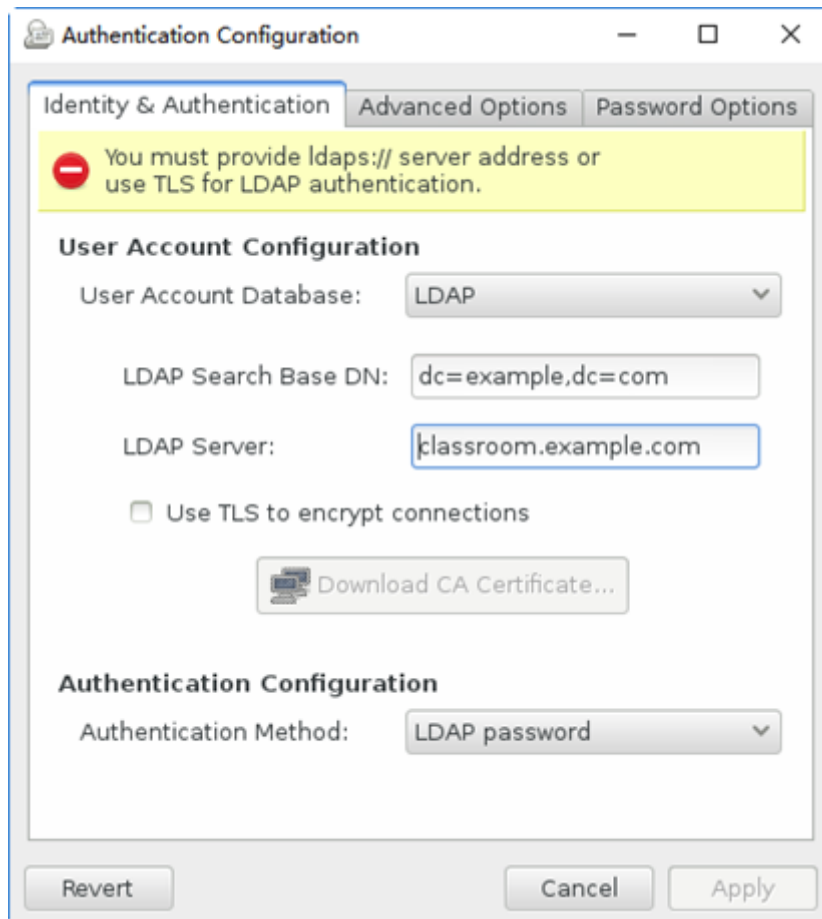 Authentication Configuration
Identity & Authentication
Advanced Options
Password Options
You must provide ldaps:// server address or
use TLS for LDAP authentication.
User Account Configuration
User Account Database: LDAP
LDAP Search Base DN: dc=example,dc=com
LDAP Server: classroom.example.com
Use TLS to encrypt connections
Download CA Certificate...
Authentication Configuration
Authentication Method: LDAP password
Revert
Cancel
Apply